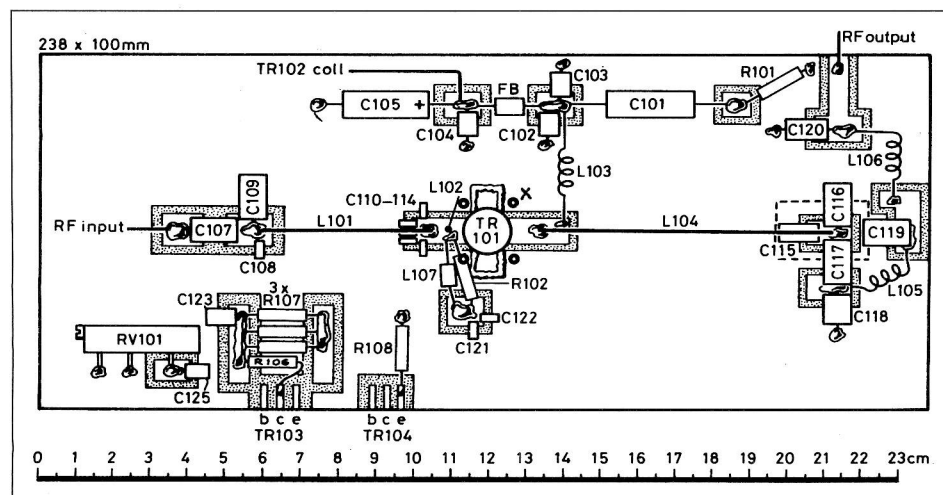 238 x 100mm
RF output
TR102 coll
FB
C103
R101
C105 +
C101
C104
C102
C120
L103
L106
C109
C110-114
L102
X
C116
RF input
C107
L101
TR 101
L104
C115
C119
C108
C117
L107
R102
L105
3x
R107
C123
C122
C118
RV101
R108
C121
R106
C125
b c e
b c e
TR103
TR104
0 1 2 3 4 5 6 7 8 9 10 11 12 13 14 15 16 17 18 19 20 21 22 23cm